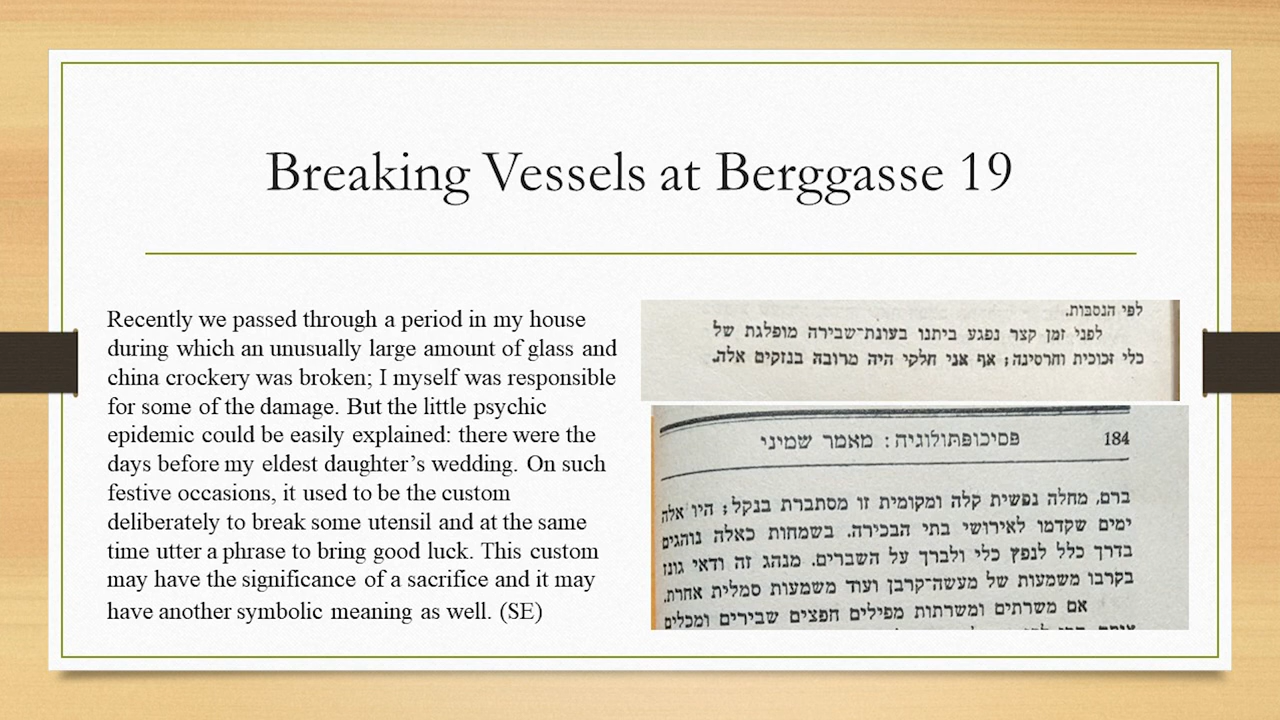 Breaking Vessels at Berggasse 19
Recently we passed through a period in my house
during which an unusually large amount of glass and
china crockery was broken; I myself was responsible
for some of the damage. But the little psychic
epidemic could be easily explained: there were the
days before my eldest daughter’s wedding. On such
festive occasions, it used to be the custom
deliberately to break some utensil and at the same
time utter a phrase to bring good luck. This custom
may have the significance of a sacrifice and it may
have another symbolic meaning as well. (SE)
לפי הנסבות.
לפני זמן קצר נפגע ביתנו בעונת־שבירה מופלגת של
כלי זכוכית וחרסינה; אף אני חלקי היה מרובה בנזקים אלה.
184 פסיכופתולוגיה: מאמר שמיני
ברם, מחלה נפשית קלה ומקומית זו מסתברת בנקל; היו אלה
ימים שקדמו לאירושי בתי הבכירה. בשמחות כאלה נוהגים
בדרך כלל לנפץ כלי ולברך על השברים. מנהג זה ודאי גונז
בקרבו משמעות של מעשה־קרבן ועוד משמעות סמלית אחרת.
אם משרתים ומשרתות מפילים חפצים שבירים ומכלים